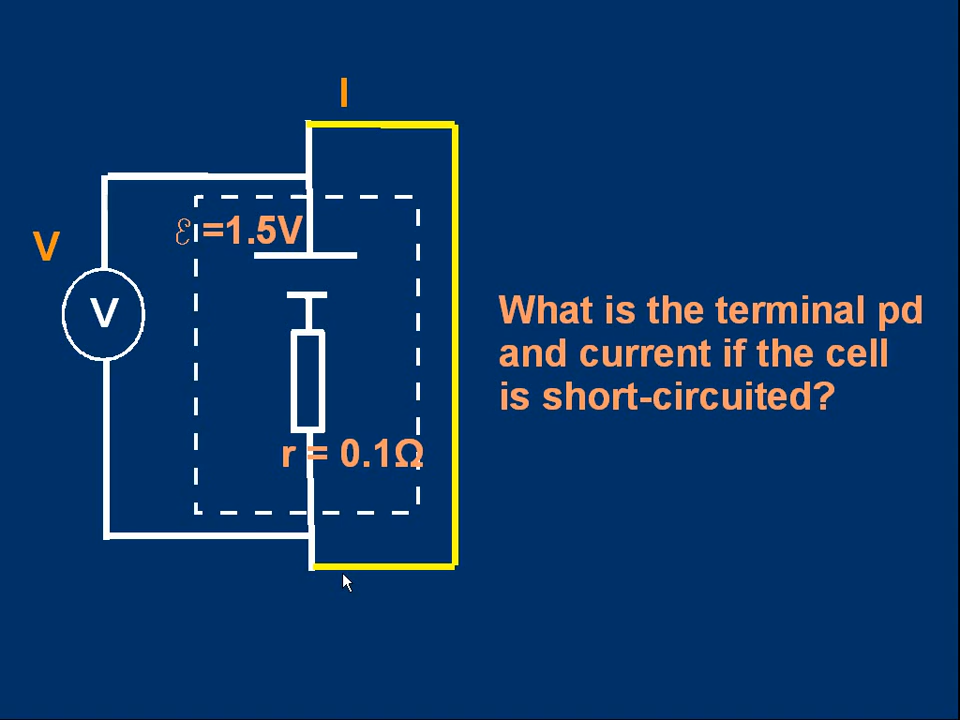 I
ℰ =1.5V
V
V
What is the terminal pd
and current if the cell
is short-circuited?
r = 0.1Ω